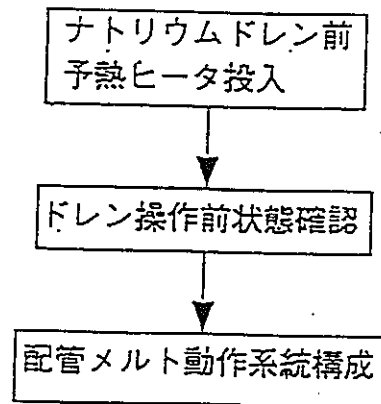 ナトリウムドレン前
予熱ヒータ投入
ドレン操作前状態確認
配管メルト動作系統構成